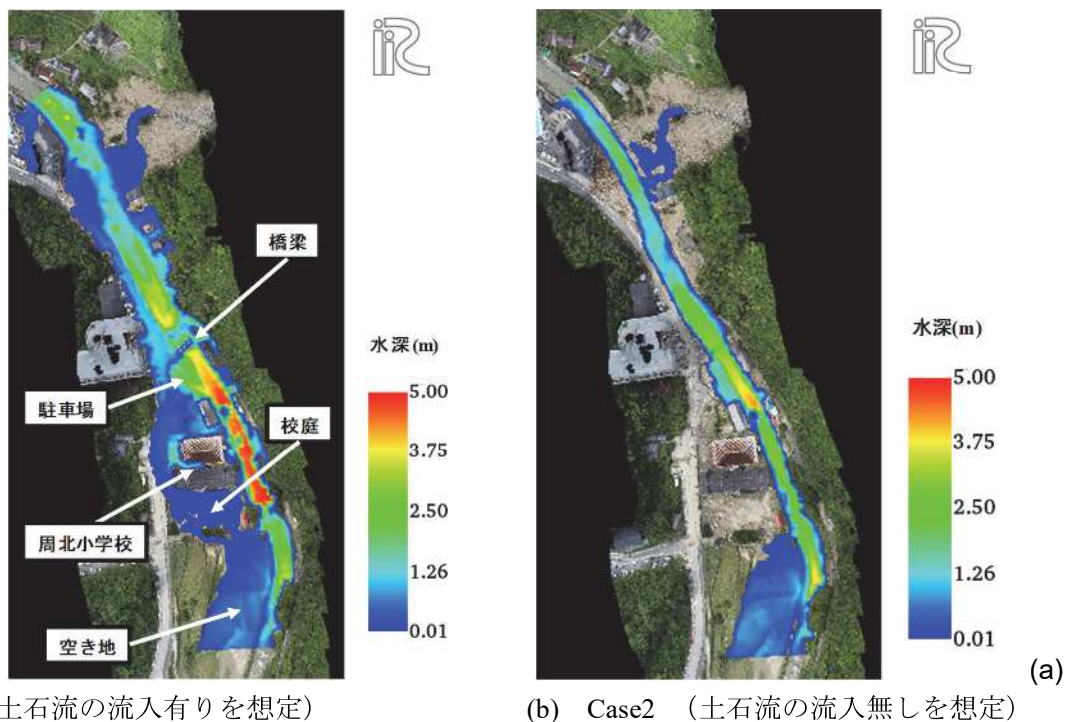 iRIC
橋梁
駐車場
校庭
周北小学校
空き地
水深(m)
5.00
3.75
2.50
1.26
0.01
iRIC
水深(m)
5.00
3.75
2.50
1.26
0.01
(a)
土石流の流入有りを想定）
(b) Case2 （土石流の流入無しを想定）